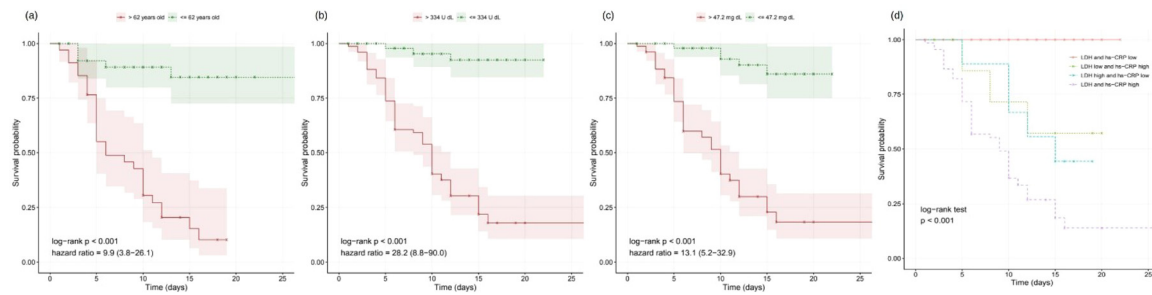 (a)
> 62 years old <= 62 years old
Survival probability
1.00
0.75
0.50
0.25
0.00
log-rank p < 0.001
hazard ratio = 9.9 (3.8-26.1)
0 5 10 15 20 25
Time (days)
(b)
> 334 U dL <= 334 U dL
Survival probability
1.00
0.75
0.50
0.25
0.00
log-rank p < 0.001
hazard ratio = 28.2 (8.8-90.0)
0 5 10 15 20 25
Time (days)
(c)
> 47.2 mg dL <= 47.2 mg dL
Survival probability
1.00
0.75
0.50
0.25
0.00
log-rank p < 0.001
hazard ratio = 13.1 (5.2-32.9)
0 5 10 15 20 25
Time (days)
(d)
LDH and hs-CRP low
LDH low and hs-CRP high
LDH high and hs-CRP low
LDH and hs-CRP high
Survival probability
1.00
0.75
0.50
0.25
0.00
log-rank test
p < 0.001
0 5 10 15 20 25
Time (days)